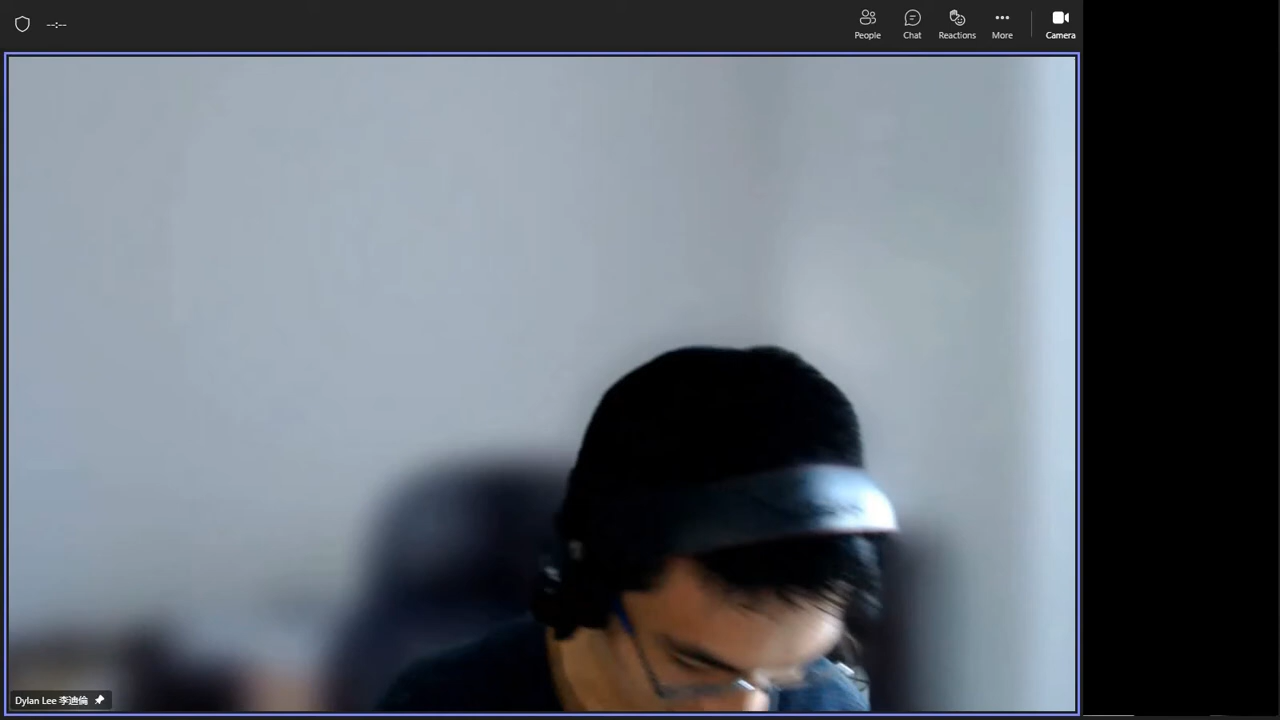 --:--
People
Chat
Reactions
More
Camera
Dylan Lee 李迪倫